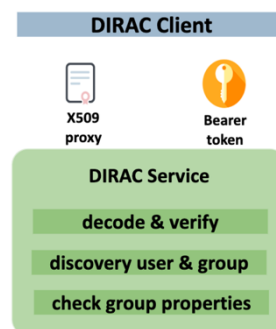 DIRAC Client
X509
proxy
Bearer
token
DIRAC Service
decode & verify
discovery user & group
check group properties